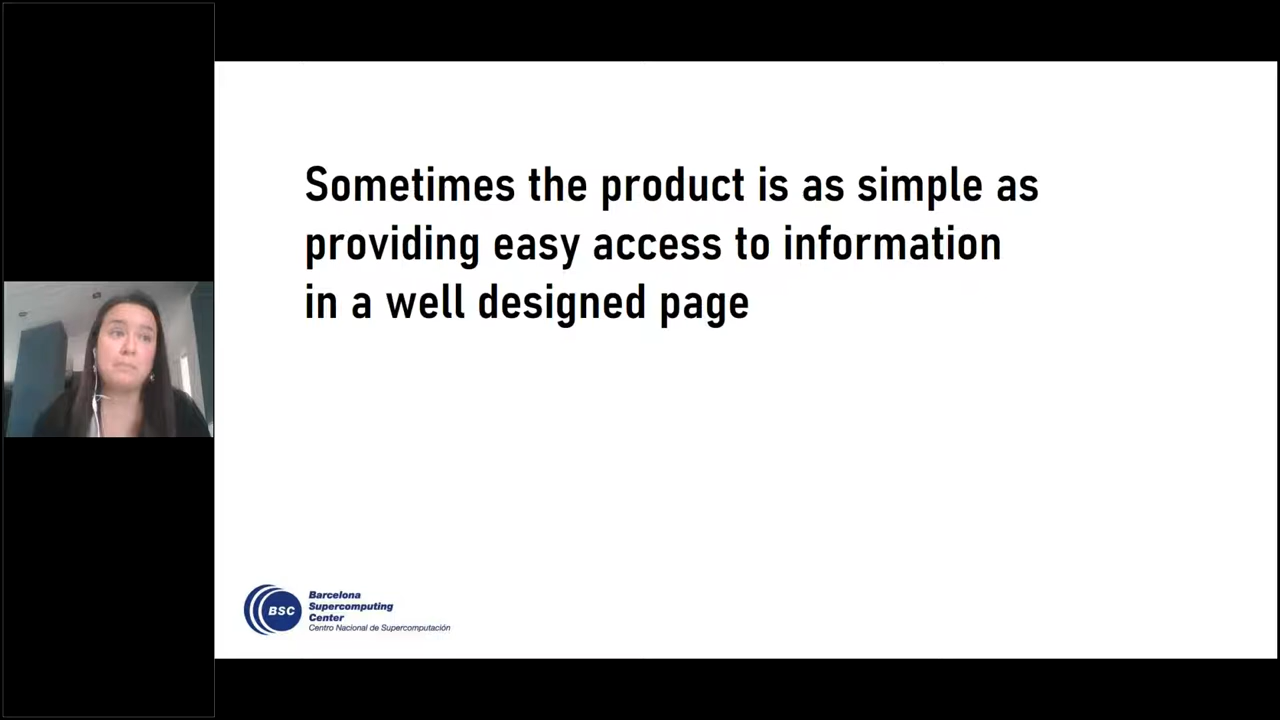 Sometimes the product is as simple as
providing easy access to information
in a well designed page
BSC
Barcelona
Supercomputing
Center
Centro Nacional de Supercomputación